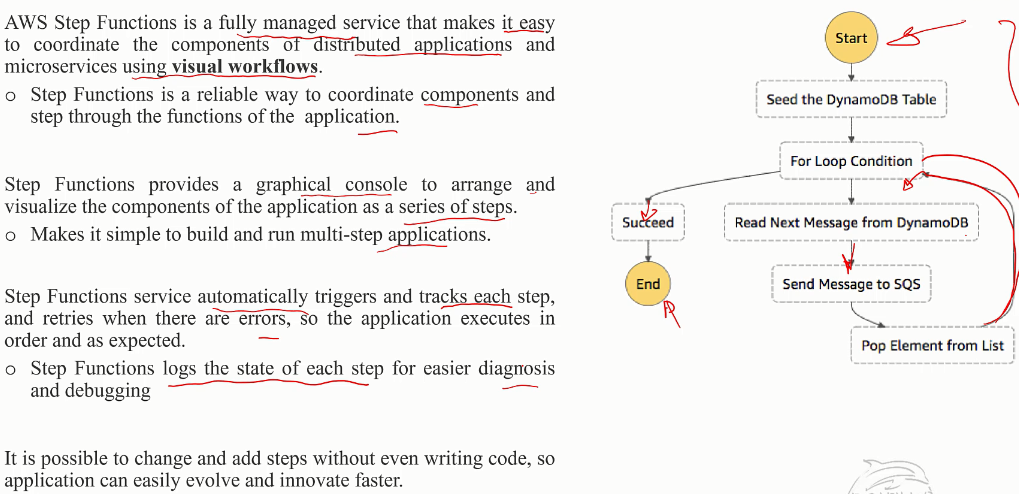 AWS Step Functions is a fully managed service that makes it easy
to coordinate the components of distributed applications and
microservices using visual workflows.
o Step Functions is a reliable way to coordinate components and
step through the functions of the application.
Step Functions provides a graphical console to arrange and
visualize the components of the application as a series of steps.
o Makes it simple to build and run multi-step applications.
Step Functions service automatically triggers and tracks each step,
and retries when there are errors, so the application executes in
order and as expected.
o Step Functions logs the state of each step for easier diagnosis
and debugging
It is possible to change and add steps without even writing code, so
application can easily evolve and innovate faster.
Start
Seed the DynamoDB Table
For Loop Condition
Succeed
Read Next Message from DynamoDB
End
Send Message to SQS
Pop Element from List